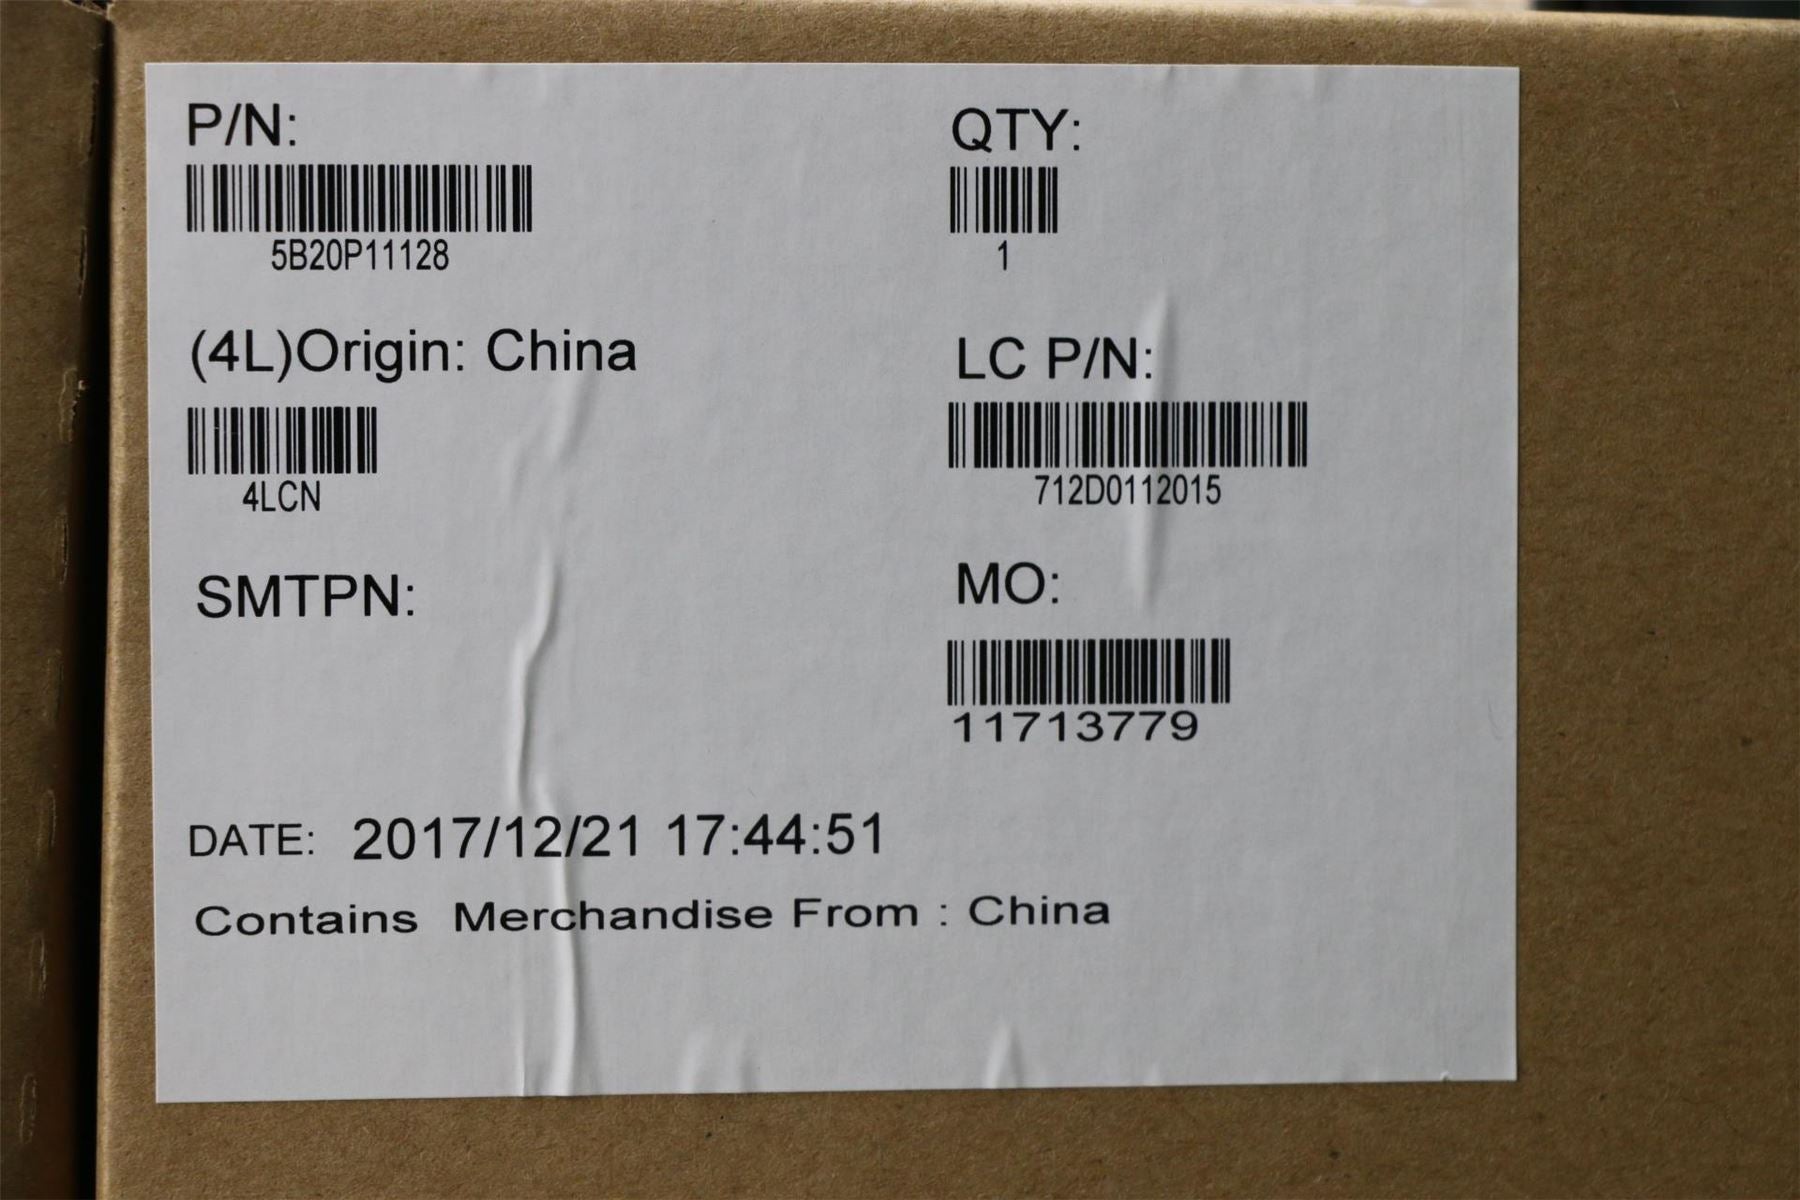 P/N:
5B20P11128
QTY:
1
(4L)Origin: China
4LCN
LC P/N:
712D0112015
SMTPN:
MO:
11713779
DATE: 2017/12/21 17:44:51
Contains Merchandise From : China